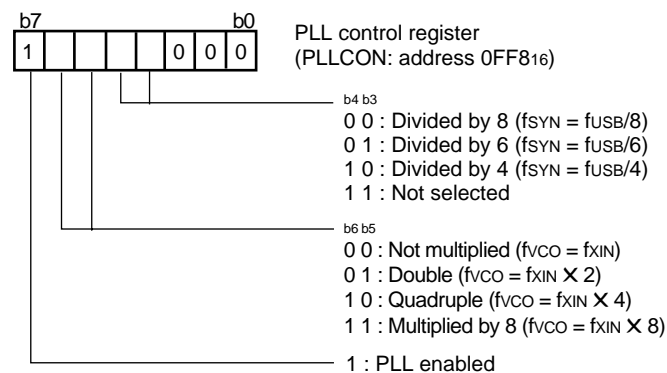 b7 b0
1 0 0 0
PLL control register
(PLLCON: address 0FF816)
b4 b3
0 0 : Divided by 8 (fSYN = fUSB/8)
0 1 : Divided by 6 (fSYN = fUSB/6)
1 0 : Divided by 4 (fSYN = fUSB/4)
1 1 : Not selected
b6 b5
0 0 : Not multiplied (fVCO = fXIN)
0 1 : Double (fVCO = fXIN X 2)
1 0 : Quadruple (fVCO = fXIN X 4)
1 1 : Multiplied by 8 (fVCO = fXIN X 8)
1 : PLL enabled